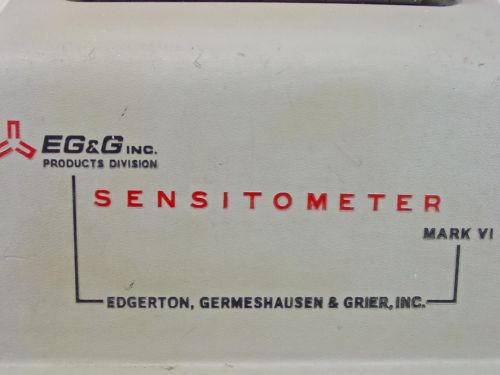 EG&G INC.
PRODUCTS DIVISION
SENSITOMETER
MARK VI
EDGERTON, GERMESHAUSEN & GRIER, INC.